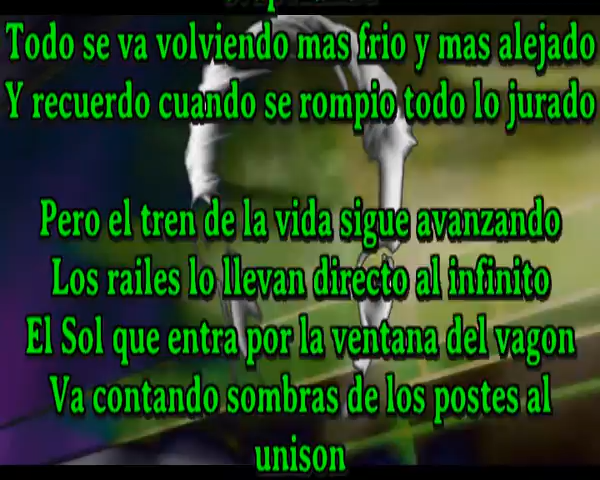 Todo se va volviendo mas frio y mas alejado
Y recuerdo cuando se rompio todo lo jurado
Pero el tren de la vida sigue avanzando
Los railes lo llevan directo al infinito
El Sol que entra por la ventana del vagon
Va contando sombras de los postes al
unison